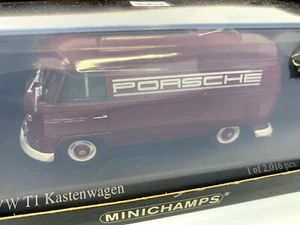 PORSCHE
VW T1 Kastenwagen
1 of 2,016 pcs.
MINICHAMPS